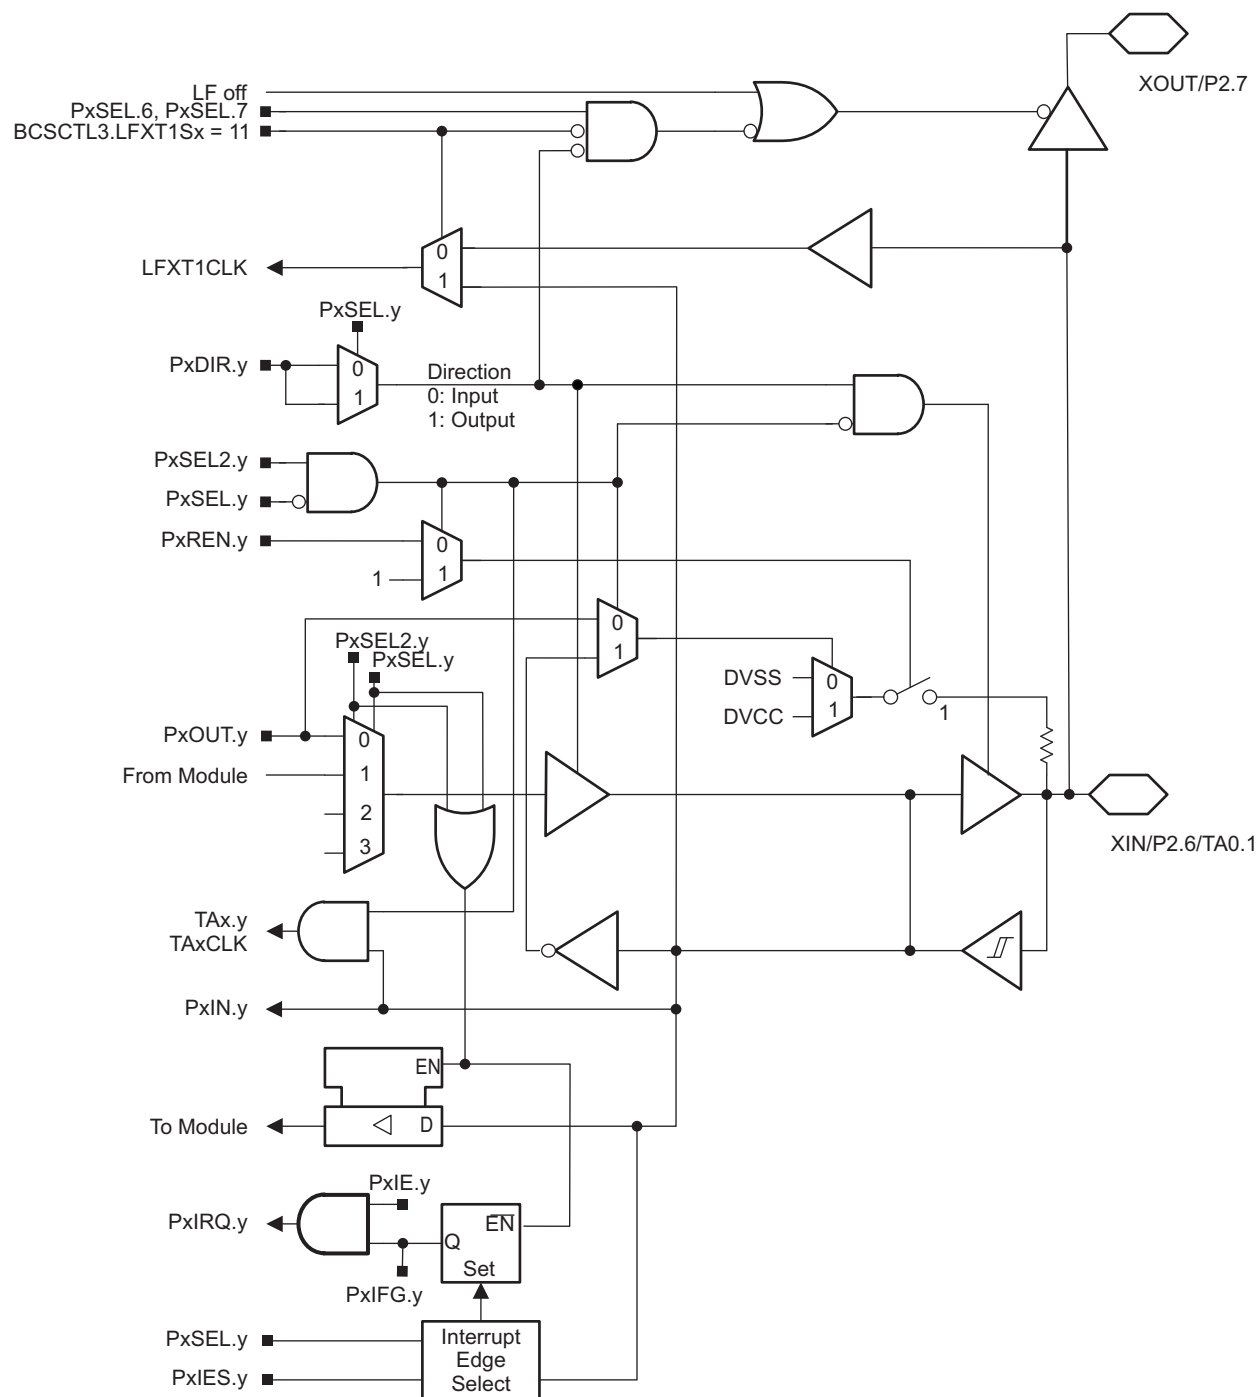 XOUT/P2.7
LF off
PxSEL.6, PxSEL.7
BCSCTL3.LFXT1Sx = 11
0
LFXT1CLK
1
PxSEL.y
PxDIR.y
0
1
Direction
0: Input
1: Output
PxSEL2.y
PxSEL.y
PxREN.y
0
1
1
0
1
PxSEL2.y
PxSEL.y
DVSS
0
DVCC
1
1
PxOUT.y
0
From Module
1
2
3
XIN/P2.6/TA0.1
TAx.y
TAxCLK
PxIN.y
EN
To Module
D
PxIE.y
PxIRQ.y
EN
Q
Set
PxIFG.y
PxSEL.y
PxIES.y
Interrupt
Edge
Select